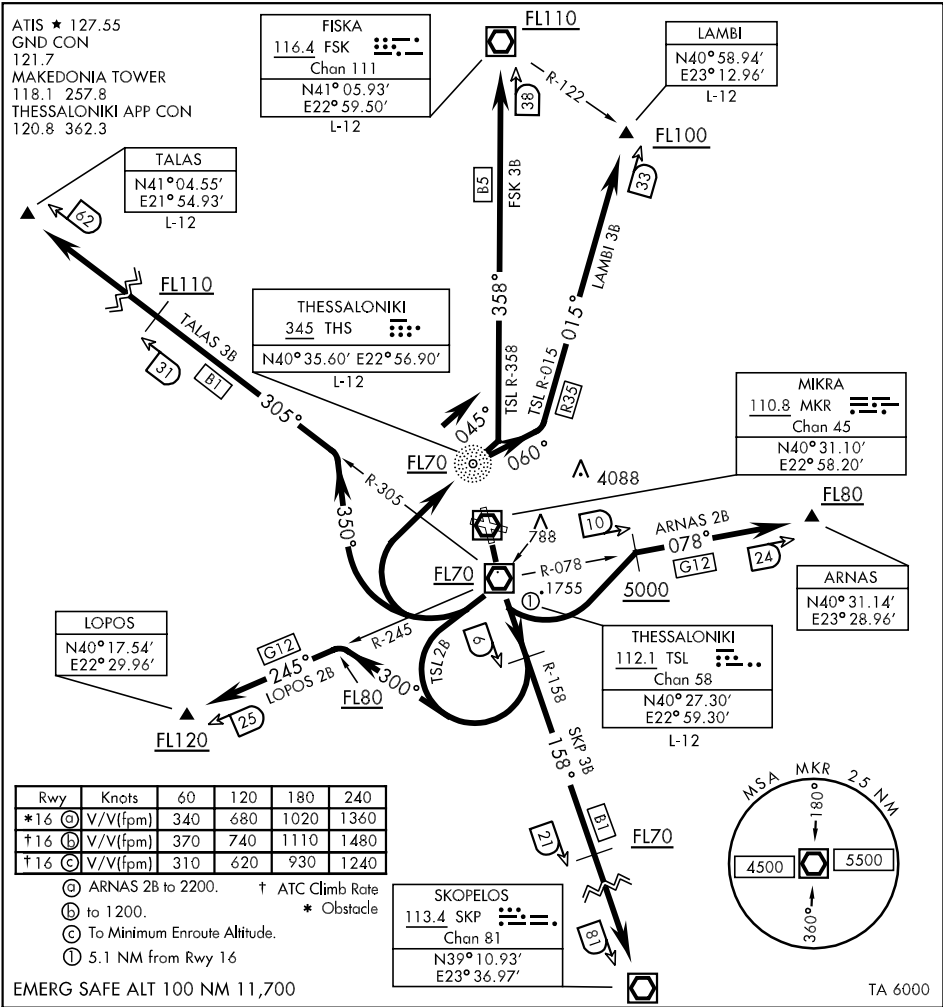 ATIS ★ 127.55
GND CON
121.7
MAKEDONIA TOWER
118.1 257.8
THESSALONIKI APP CON
120.8 362.3
FISKA
116.4 FSK
Chan 111
N41° 05.93'
E22° 59.50'
L-12
FL110
38
R-122
LAMBI
N40° 58.94'
E23° 12.96'
L-12
FL100
33
TALAS
N41° 04.55'
E21° 54.93'
L-12
62
FL110
TALAS 3B
31
B1
305°
B5
FSK 3B
358°
TSL R-358
LAMBI 3B
015°
TSL R-015
R35
THESSALONIKI
345 THS
N40° 35.60' E22° 56.90'
L-12
045°
FL70
060°
4088
MIKRA
110.8 MKR
Chan 45
N40° 31.10'
E22° 58.20'
R-305
350°
788
10
ARNAS 2B
078°
G12
24
FL80
FL70
R-078
1755
①
5000
ARNAS
N40° 31.14'
E23° 28.96'
LOPOS
N40° 17.54'
E22° 29.96'
R-245
G12
245°
LOPOS 2B
300°
FL80
TSL 2B
25
FL120
6
R-158
THESSALONIKI
112.1 TSL
Chan 58
N40° 27.30'
E22° 59.30'
L-12
SKP 3B
158°
B1
21
FL70
81
SKOPELOS
113.4 SKP
Chan 81
N39° 10.93'
E23° 36.97'
MSA MKR 25 NM
180°
4500
5500
360°
Rwy Knots 60 120 180 240
*16 ⓐ V/V(fpm) 340 680 1020 1360
†16 ⓑ V/V(fpm) 370 740 1110 1480
†16 ⓒ V/V(fpm) 310 620 930 1240
ⓐ ARNAS 2B to 2200.
† ATC Climb Rate
ⓑ to 1200.
* Obstacle
ⓒ To Minimum Enroute Altitude.
① 5.1 NM from Rwy 16
EMERG SAFE ALT 100 NM 11,700
TA 6000